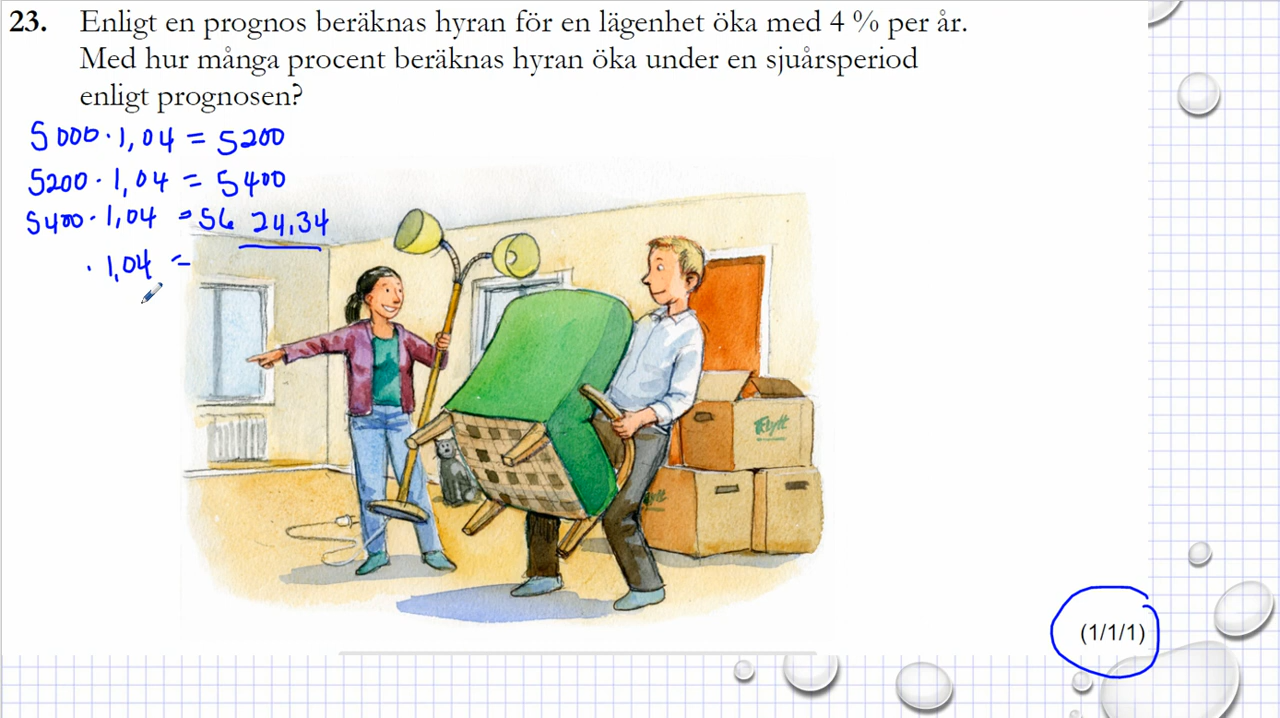 23. Enligt en prognos beräknas hyran för en lägenhet öka med 4 % per år.
Med hur många procent beräknas hyran öka under en sjuårsperiod
enligt prognosen?
5000 · 1,04 = 5200
5200 · 1,04 = 5400
5400 · 1,04 = 5624,34
· 1,04 =
Flytt
(1/1/1)